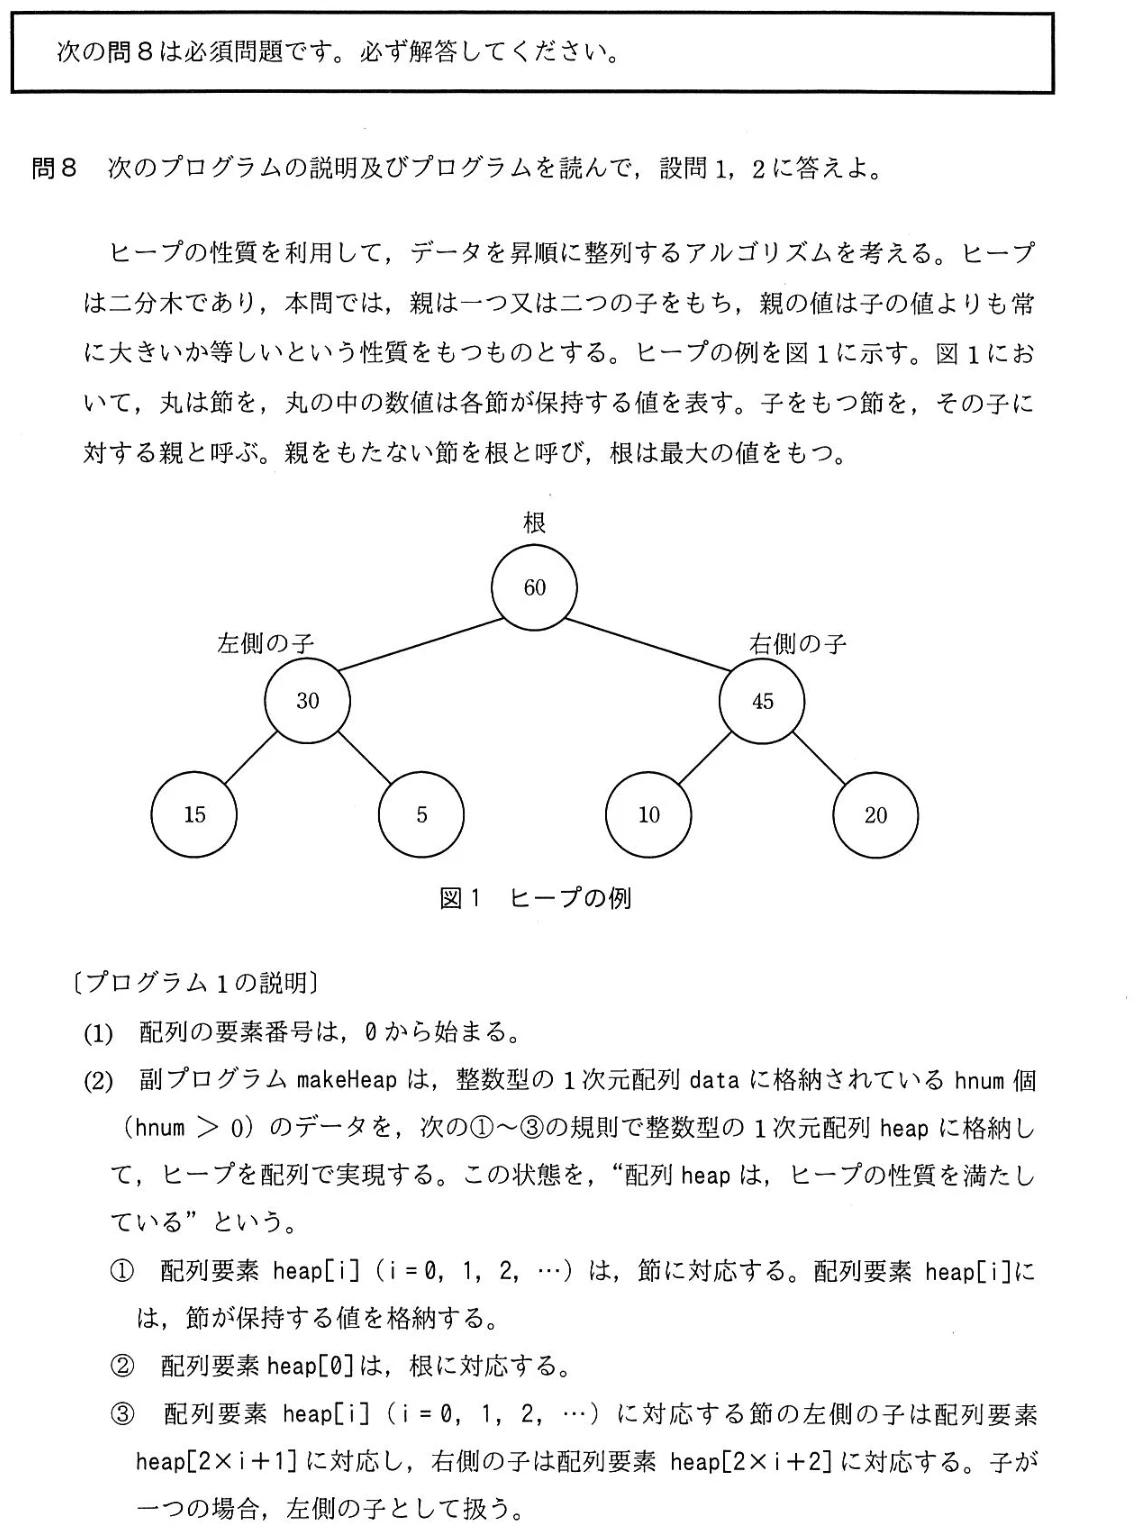 次の問８は必須問題です。必ず解答してください。
問８　次のプログラムの説明及びプログラムを読んで，設問 1，2 に答えよ。
ヒープの性質を利用して，データを昇順に整列するアルゴリズムを考える。ヒープ
は二分木であり，本問では，親は一つ又は二つの子をもち，親の値は子の値よりも常
に大きいか等しいという性質をもつものとする。ヒープの例を図 1 に示す。図 1 にお
いて，丸は節を，丸の中の数値は各節が保持する値を表す。子をもつ節を，その子に
対する親と呼ぶ。親をもたない節を根と呼び，根は最大の値をもつ。
根
60
左側の子
右側の子
30
45
15
5
10
20
図１　ヒープの例
〔プログラム 1 の説明〕
(1)　配列の要素番号は，0 から始まる。
(2)　副プログラム makeHeap は，整数型の 1 次元配列 data に格納されている hnum 個
（hnum ＞ 0）のデータを，次の①～③の規則で整数型の 1 次元配列 heap に格納し
て，ヒープを配列で実現する。この状態を，“配列 heap は，ヒープの性質を満たし
ている” という。
①　配列要素 heap[i]（i＝0，1，2，…）は，節に対応する。配列要素 heap[i]に
は，節が保持する値を格納する。
②　配列要素 heap[0]は，根に対応する。
③　配列要素 heap[i]（i＝0，1，2，…）に対応する節の左側の子は配列要素
heap[2×i＋1]に対応し，右側の子は配列要素 heap[2×i＋2]に対応する。子が
一つの場合，左側の子として扱う。